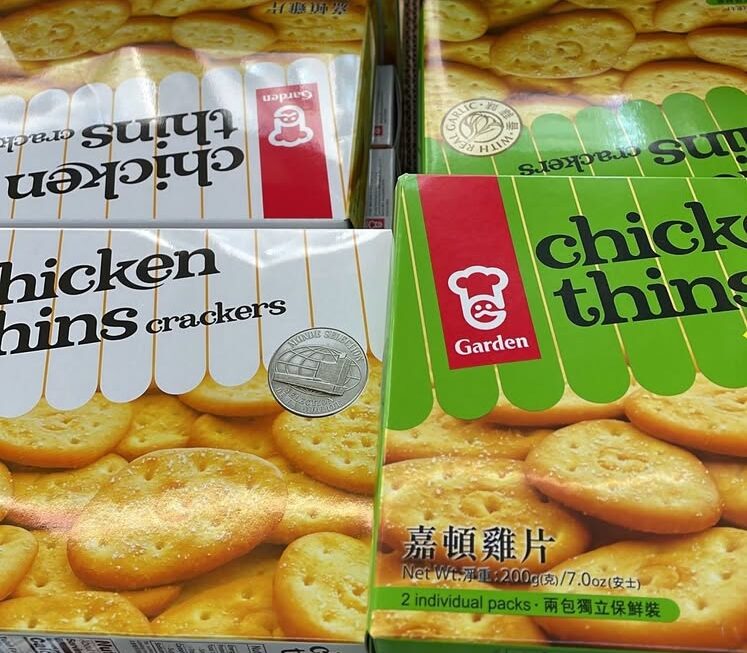 嘉頓雞片
Garden
chicken
thins crackers
WITH REAL GARLIC
thins crackers
chicken
thins crackers
MONDE SELECTION
Garden
chick
thins
嘉頓雞片
Net Wt.淨重:200g(克)/7.0oz(安士)
2 individual packs · 兩包獨立保鮮裝